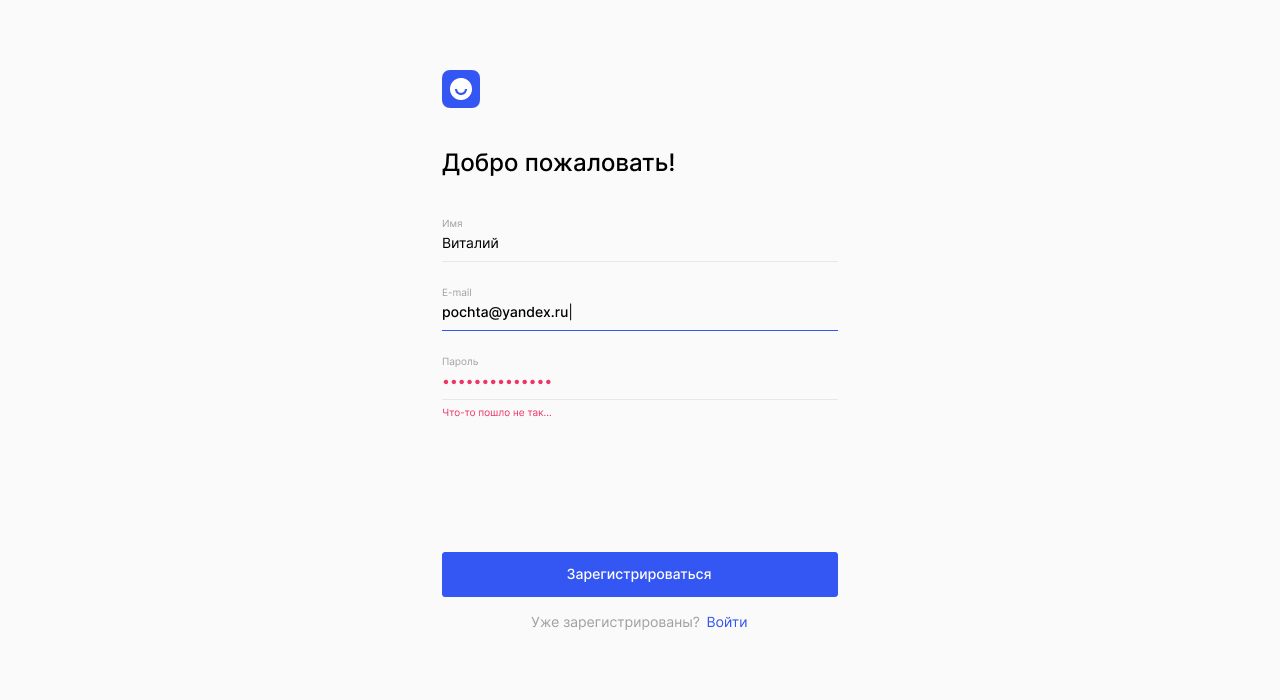 Добро пожаловать!
Имя
Виталий
E-mail
pochta@yandex.ru
Пароль
••••••••••••••
Что-то пошло не так...
Зарегистрироваться
Уже зарегистрированы? Войти